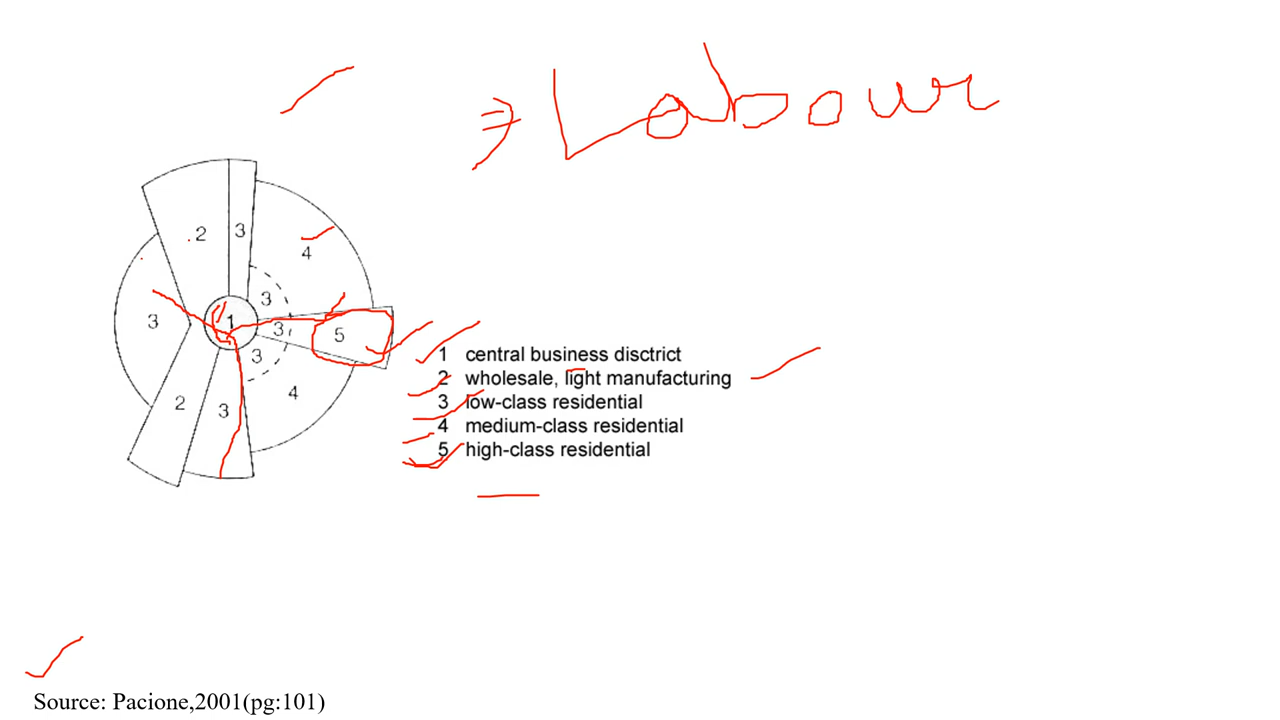 ⇒ Labour
2 3
4
3
3 1 3 5
3
2 3 4
1 central business disctrict
2 wholesale, light manufacturing
3 low-class residential
4 medium-class residential
5 high-class residential
Source: Pacione,2001(pg:101)